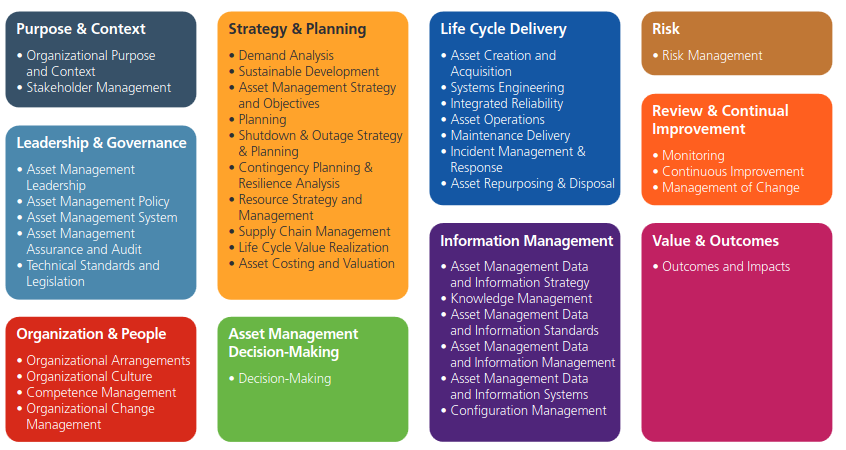 Purpose & Context
• Organizational Purpose
and Context
• Stakeholder Management
Leadership & Governance
• Asset Management
Leadership
• Asset Management Policy
• Asset Management System
• Asset Management
Assurance and Audit
• Technical Standards and
Legislation
Organization & People
• Organizational Arrangements
• Organizational Culture
• Competence Management
• Organizational Change
Management
Strategy & Planning
• Demand Analysis
• Sustainable Development
• Asset Management Strategy
and Objectives
• Planning
• Shutdown & Outage Strategy
& Planning
• Contingency Planning &
Resilience Analysis
• Resource Strategy and
Management
• Supply Chain Management
• Life Cycle Value Realization
• Asset Costing and Valuation
Asset Management
Decision-Making
• Decision-Making
Life Cycle Delivery
• Asset Creation and
Acquisition
• Systems Engineering
• Integrated Reliability
• Asset Operations
• Maintenance Delivery
• Incident Management &
Response
• Asset Repurposing & Disposal
Information Management
• Asset Management Data
and Information Strategy
• Knowledge Management
• Asset Management Data
and Information Standards
• Asset Management Data
and Information Management
• Asset Management Data
and Information Systems
• Configuration Management
Risk
• Risk Management
Review & Continual
Improvement
• Monitoring
• Continuous Improvement
• Management of Change
Value & Outcomes
• Outcomes and Impacts